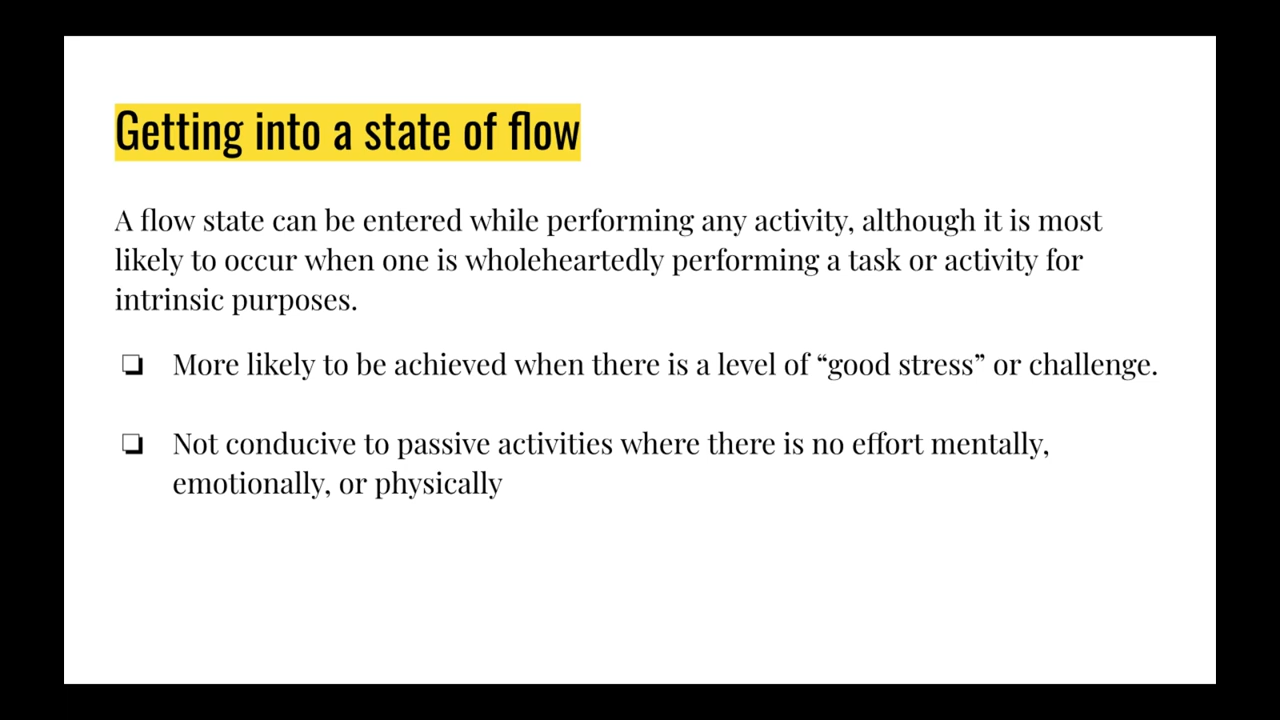 Getting into a state of flow
A flow state can be entered while performing any activity, although it is most
likely to occur when one is wholeheartedly performing a task or activity for
intrinsic purposes.
❏ More likely to be achieved when there is a level of “good stress” or challenge.
❏ Not conducive to passive activities where there is no effort mentally,
emotionally, or physically